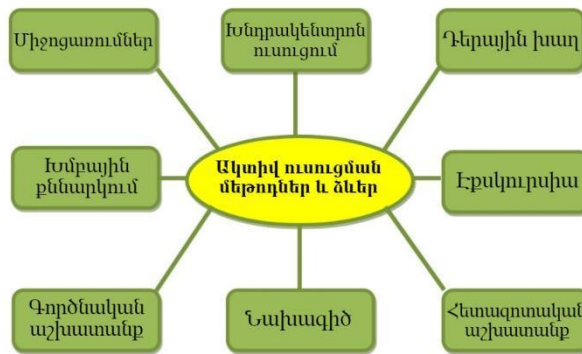 Միջոցառումներ
Խնդրակենտրոն
ուսուցում
Դերային խաղ
Խմբային
քննարկում
Ակտիվ ուսուցման
մեթոդներ և ձևեր
Էքսկուրսիա
Գործնական
աշխատանք
Նախագիծ
Հետազոտական
աշխատանք